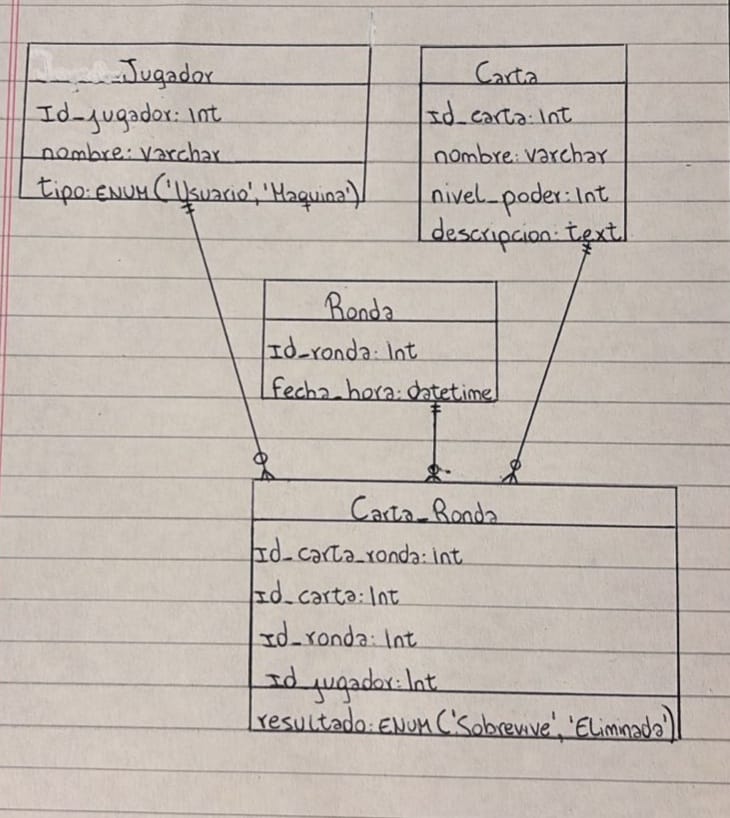 Jugador
Id_jugador: Int
nombre: varchar
tipo: ENUM('Usuario', 'Maquina')
Carta
Id_carta: Int
nombre: varchar
nivel_poder: Int
descripcion: text
Ronda
Id_ronda: Int
fecha_hora: datetime
Carta_Ronda
Id_carta_ronda: Int
Id_carta: Int
Id_ronda: Int
Id_jugador: Int
resultado: ENUM('Sobrevive', 'Eliminada')